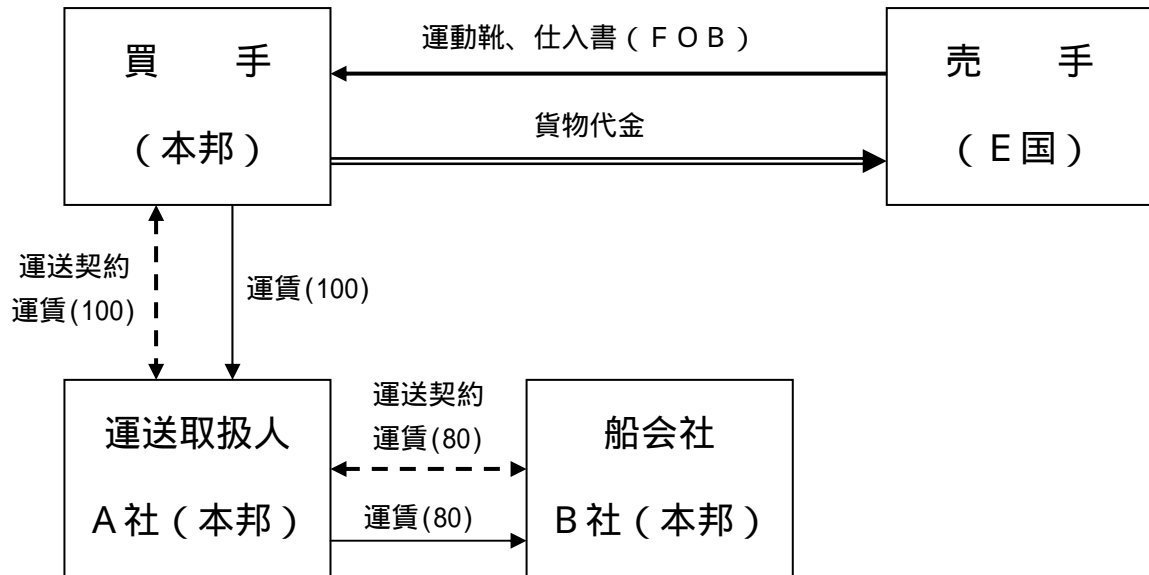 買 手
(本邦)
運動靴、仕入書(FOB)
貨物代金
売 手
(E国)
運送契約
運賃(100)
運賃(100)
運送取扱人
A社(本邦)
運送契約
運賃(80)
運賃(80)
船会社
B社(本邦)